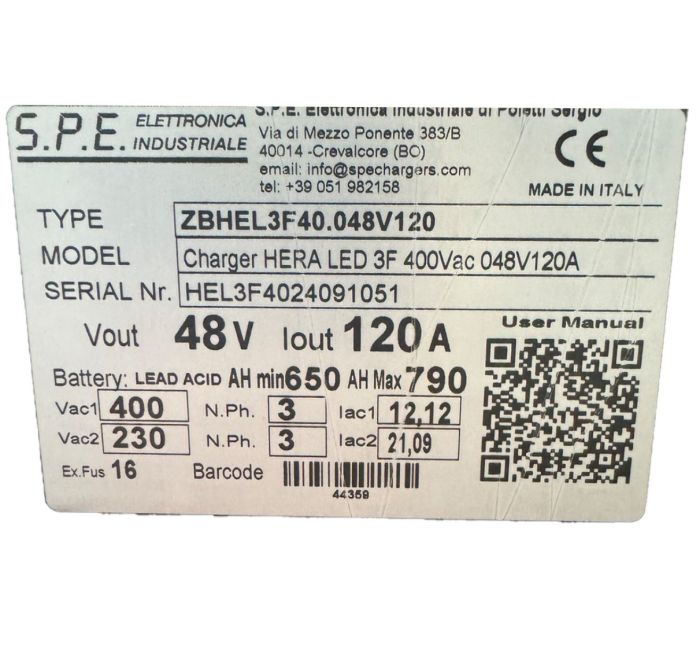 S.P.E. Elettronica Industriale di Poletti Sergio
S.P.E. ELETTRONICA INDUSTRIALE
Via di Mezzo Ponente 383/B
40014 -Crevalcore (BO)
email: info@spechargers.com
tel: +39 051 982158
CE
MADE IN ITALY
TYPE ZBHEL3F40.048V120
MODEL Charger HERA LED 3F 400Vac 048V120A
SERIAL Nr. HEL3F4024091051
Vout 48V Iout 120A
User Manual
Battery: LEAD ACID AH min650 AH Max 790
Vac1 400 N.Ph. 3 Iac1 12,12
Vac2 230 N.Ph. 3 Iac2 21,09
Ex.Fus 16 Barcode
44359